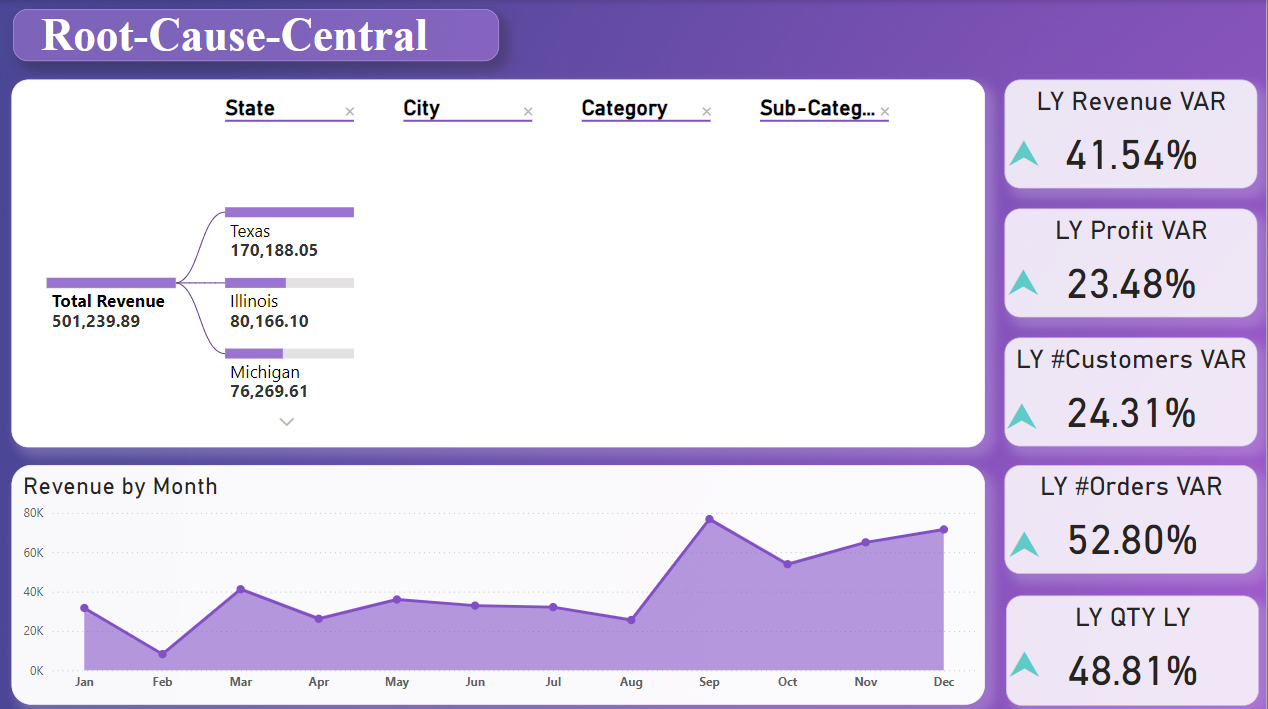 Root-Cause-Central
State × City × Category × Sub-Categ... ×
Texas
170,188.05
Total Revenue
501,239.89
Illinois
80,166.10
Michigan
76,269.61
LY Revenue VAR
41.54%
LY Profit VAR
23.48%
LY #Customers VAR
24.31%
LY #Orders VAR
52.80%
LY QTY LY
48.81%
Revenue by Month
80K
60K
40K
20K
0K
Jan Feb Mar Apr May Jun Jul Aug Sep Oct Nov Dec